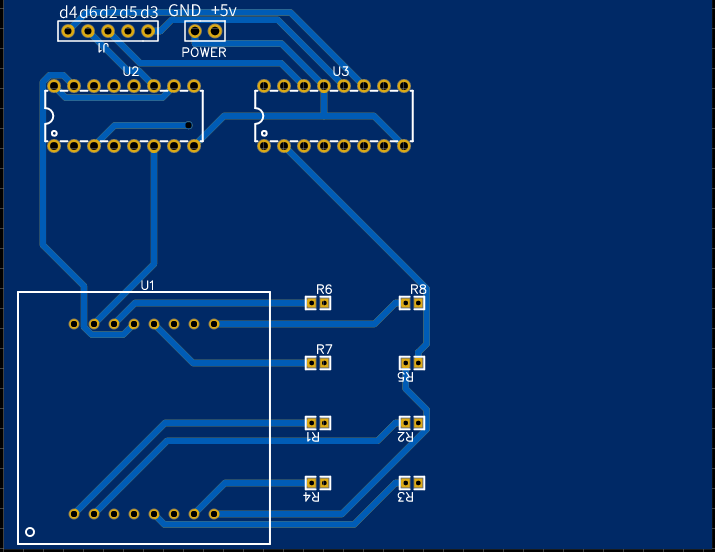 d4d6d2d5d3 GND +5v
J1 POWER
U2 U3
U1
R6 R8
R7
R5
R1 R2
R4 R3